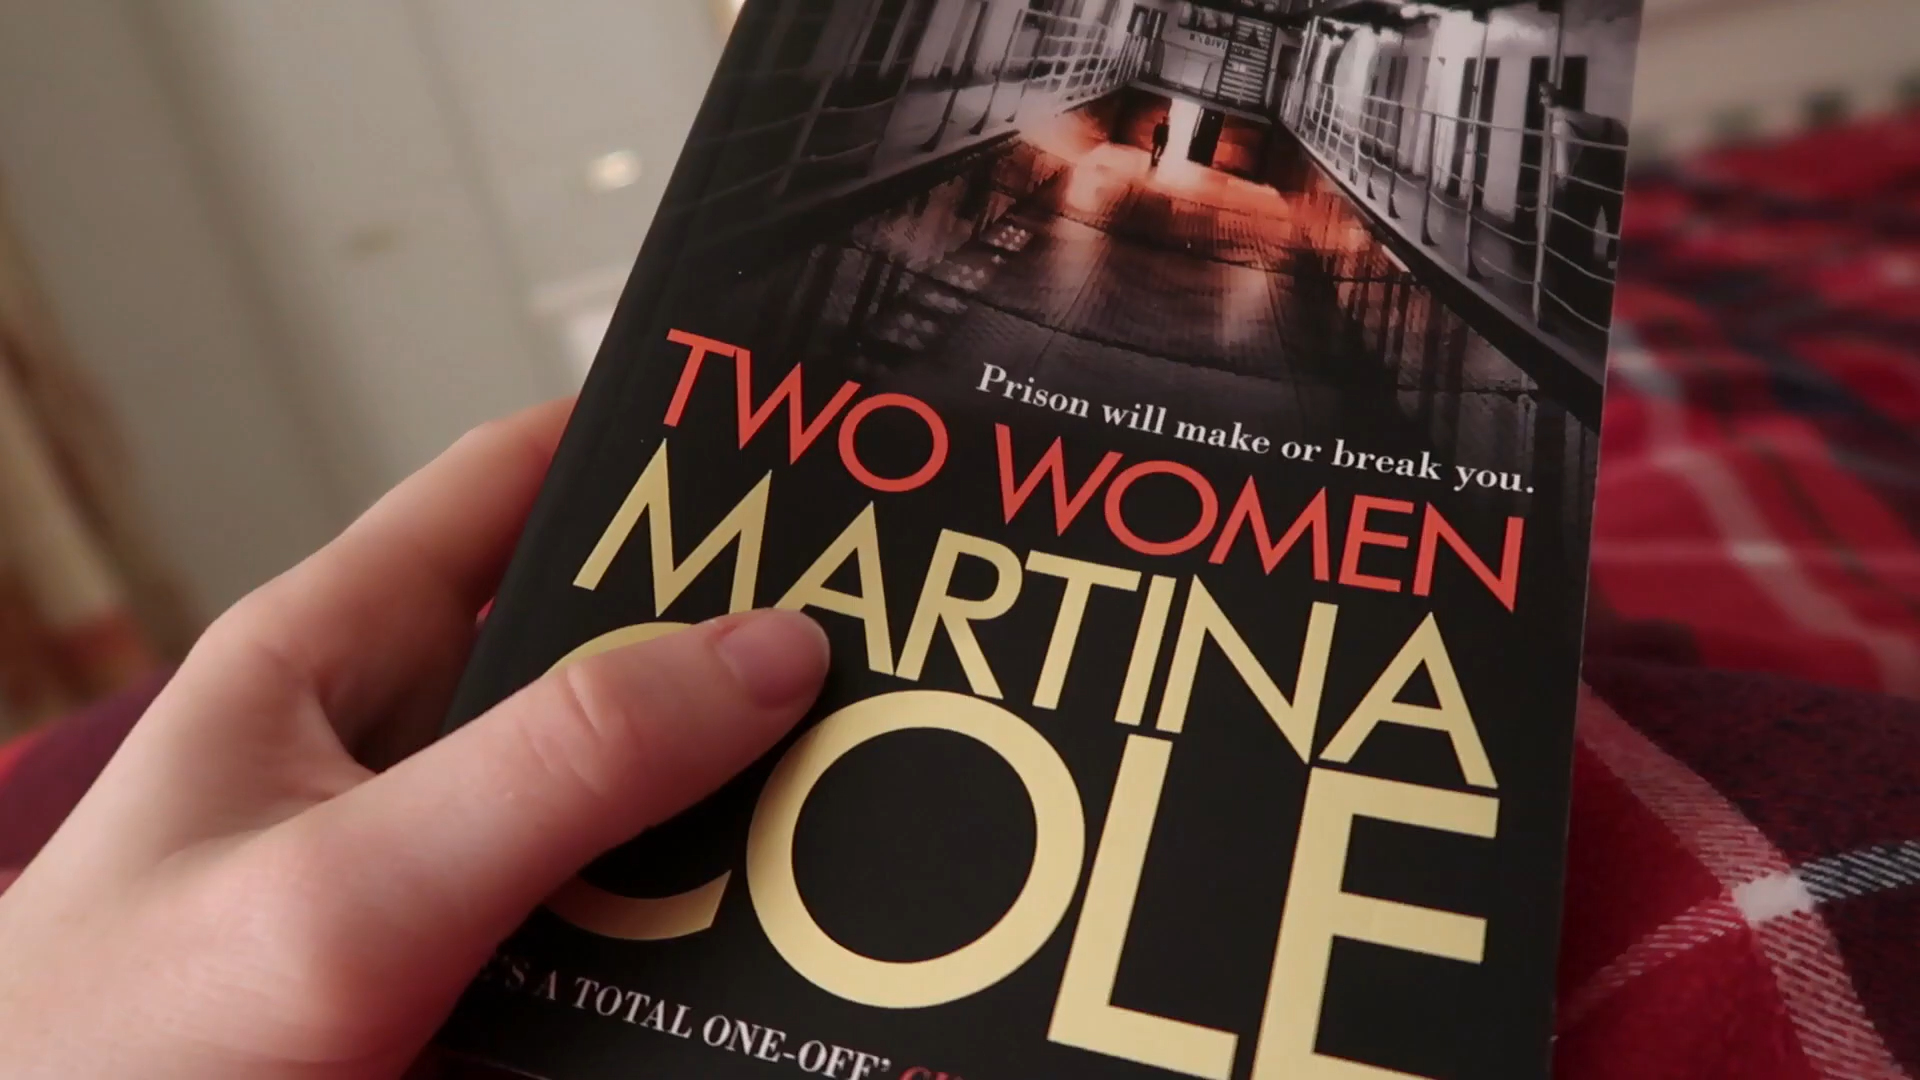 Prison will make or break you.
TWO WOMEN
MARTINA
COLE
'S A TOTAL ONE-OFF'